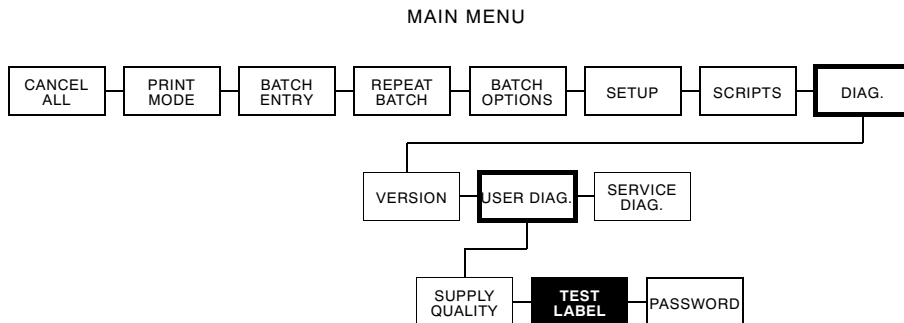 MAIN MENU
CANCEL
ALL
PRINT
MODE
BATCH
ENTRY
REPEAT
BATCH
BATCH
OPTIONS
SETUP
SCRIPTS
DIAG.
VERSION
USER DIAG.
SERVICE
DIAG.
SUPPLY
QUALITY
TEST
LABEL
PASSWORD